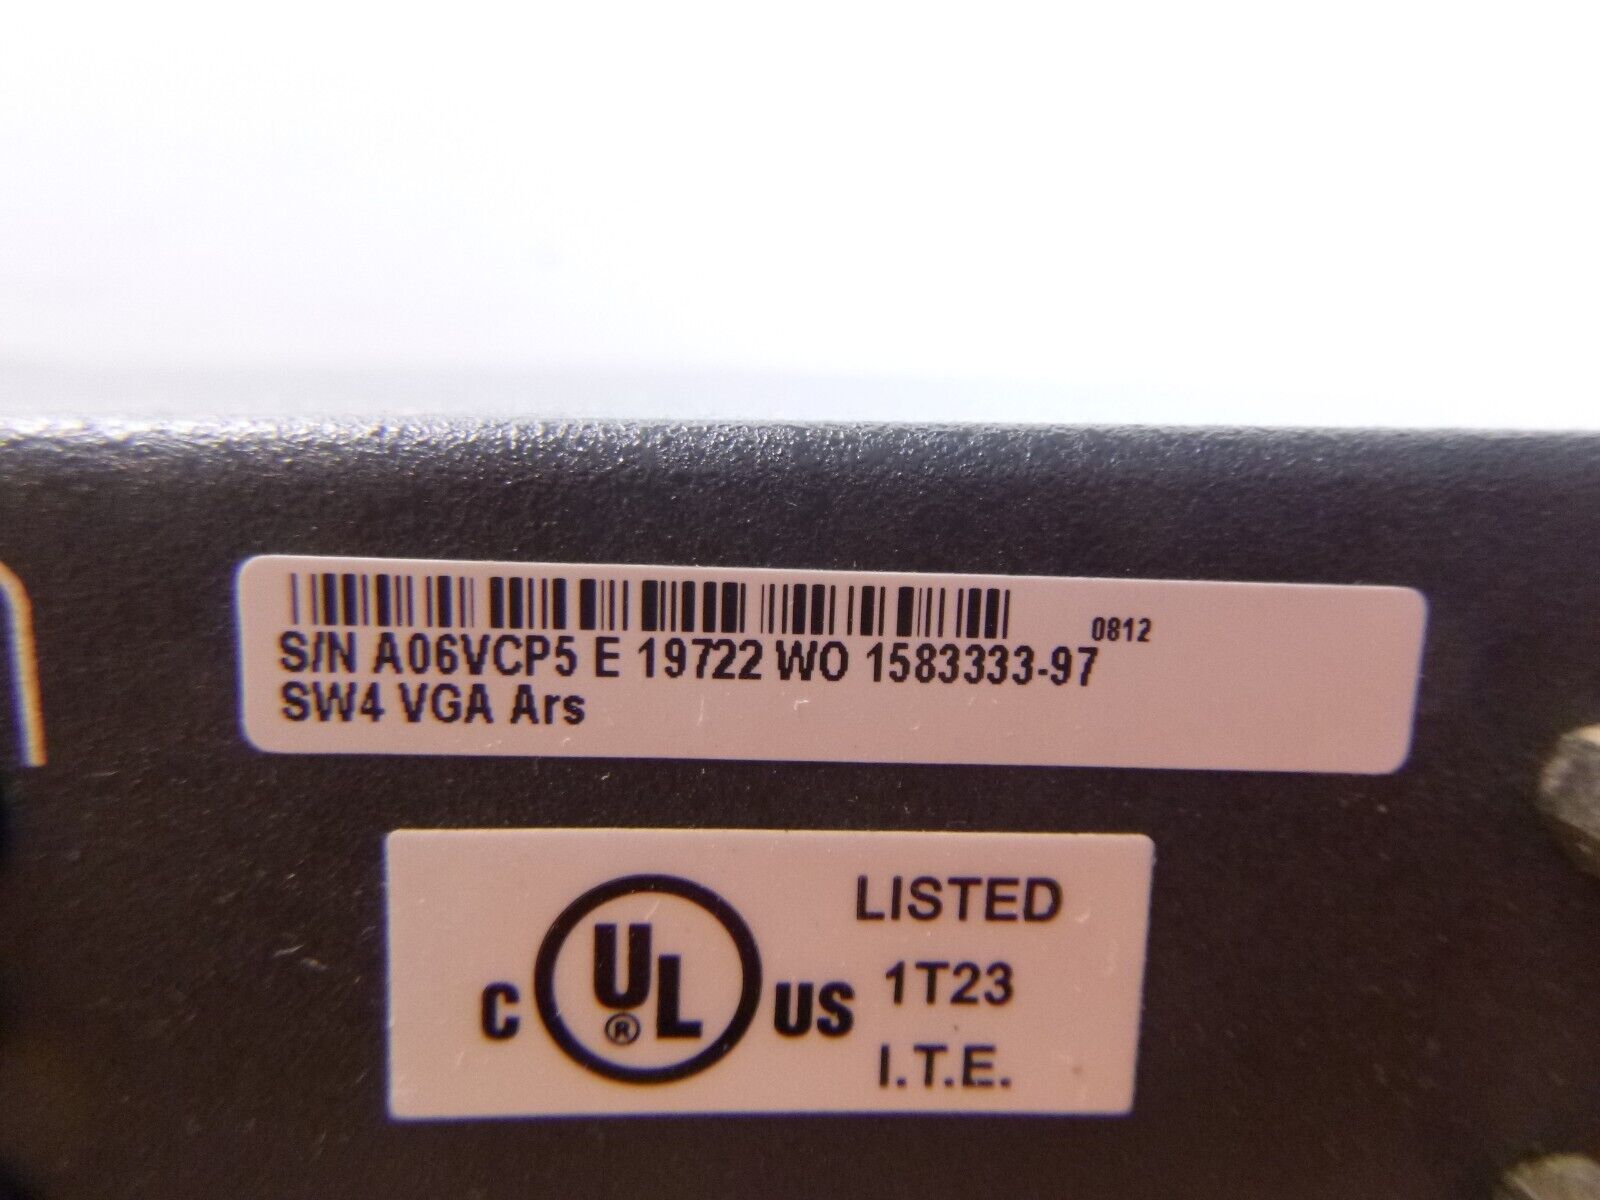 0812
S/N A06VCP5 E 19722 WO 1583333-97
SW4 VGA Ars
C UL® US
LISTED
1T23
I.T.E.